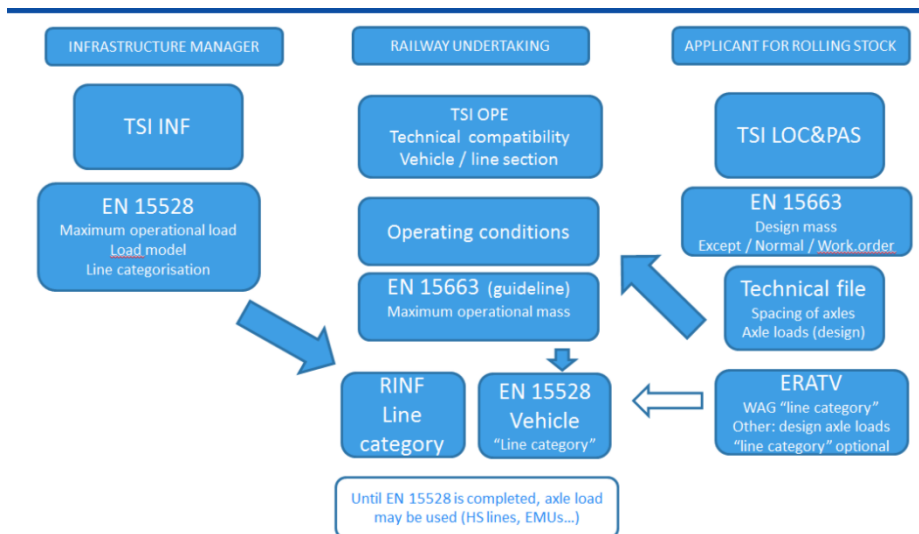 INFRASTRUCTURE MANAGER
RAILWAY UNDERTAKING
APPLICANT FOR ROLLING STOCK
TSI INF
EN 15528
Maximum operational load
Load model
Line categorisation
TSI OPE
Technical compatibility
Vehicle / line section
Operating conditions
EN 15663 (guideline)
Maximum operational mass
TSI LOC&PAS
EN 15663
Design mass
Except / Normal / Work.order
Technical file
Spacing of axles
Axle loads (design)
RINF
Line
category
EN 15528
Vehicle
"Line category"
ERATV
WAG "line category"
Other: design axle loads
"line category" optional
Until EN 15528 is completed, axle load
may be used (HS lines, EMUs...)